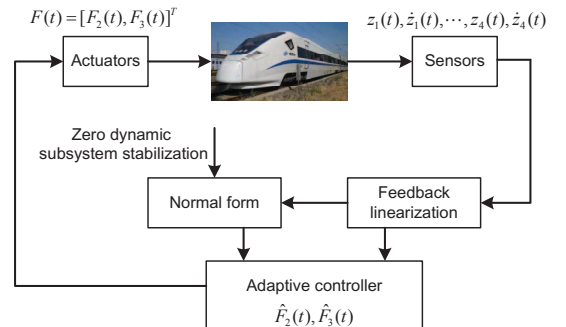 F(t) = [F₂(t), F₃(t)]ᵀ
z₁(t), ż₁(t), ⋯, z₄(t), ż₄(t)
Actuators
Sensors
Zero dynamic
subsystem stabilization
Normal form
Feedback
linearization
Adaptive controller
F̂₂(t), F̂₃(t)